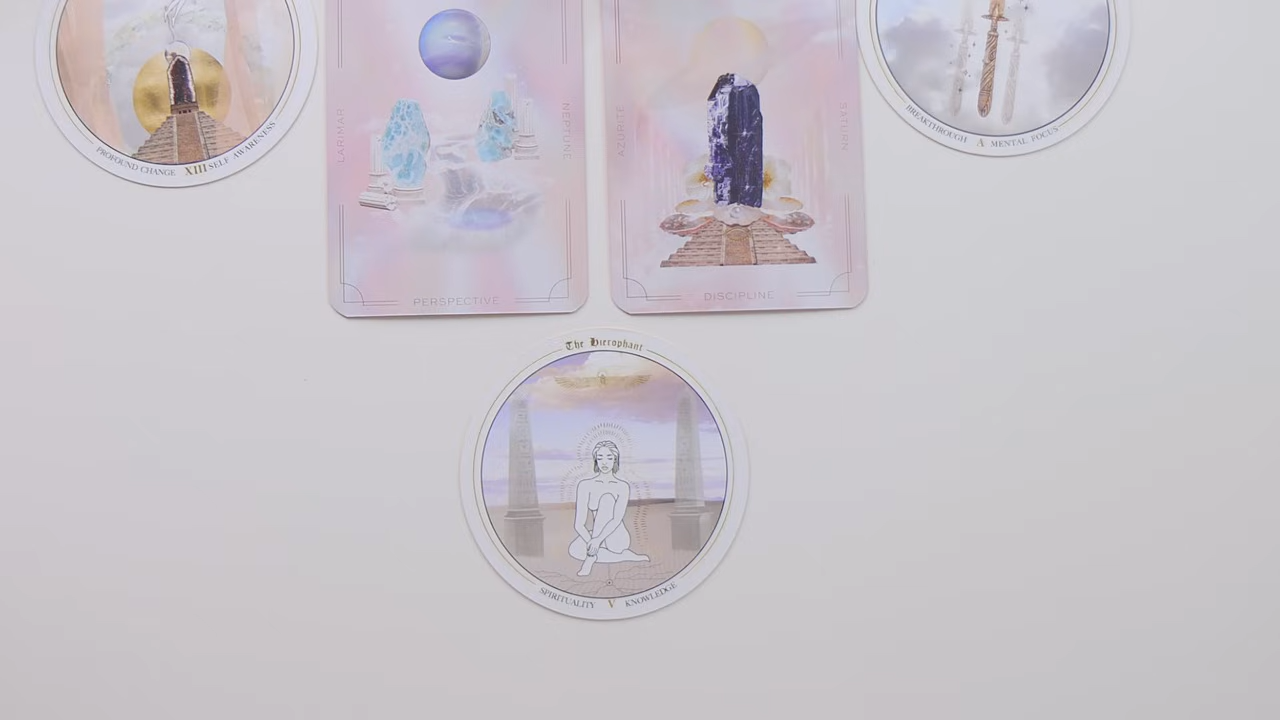 LARIMAR
NEPTUNE
AZURITE
SATURN
PROFOUND CHANGE XIII SELF AWARENESS
BREAKTHROUGH A MENTAL FOCUS
PERSPECTIVE
DISCIPLINE
The Hierophant
SPIRITUALITY V KNOWLEDGE